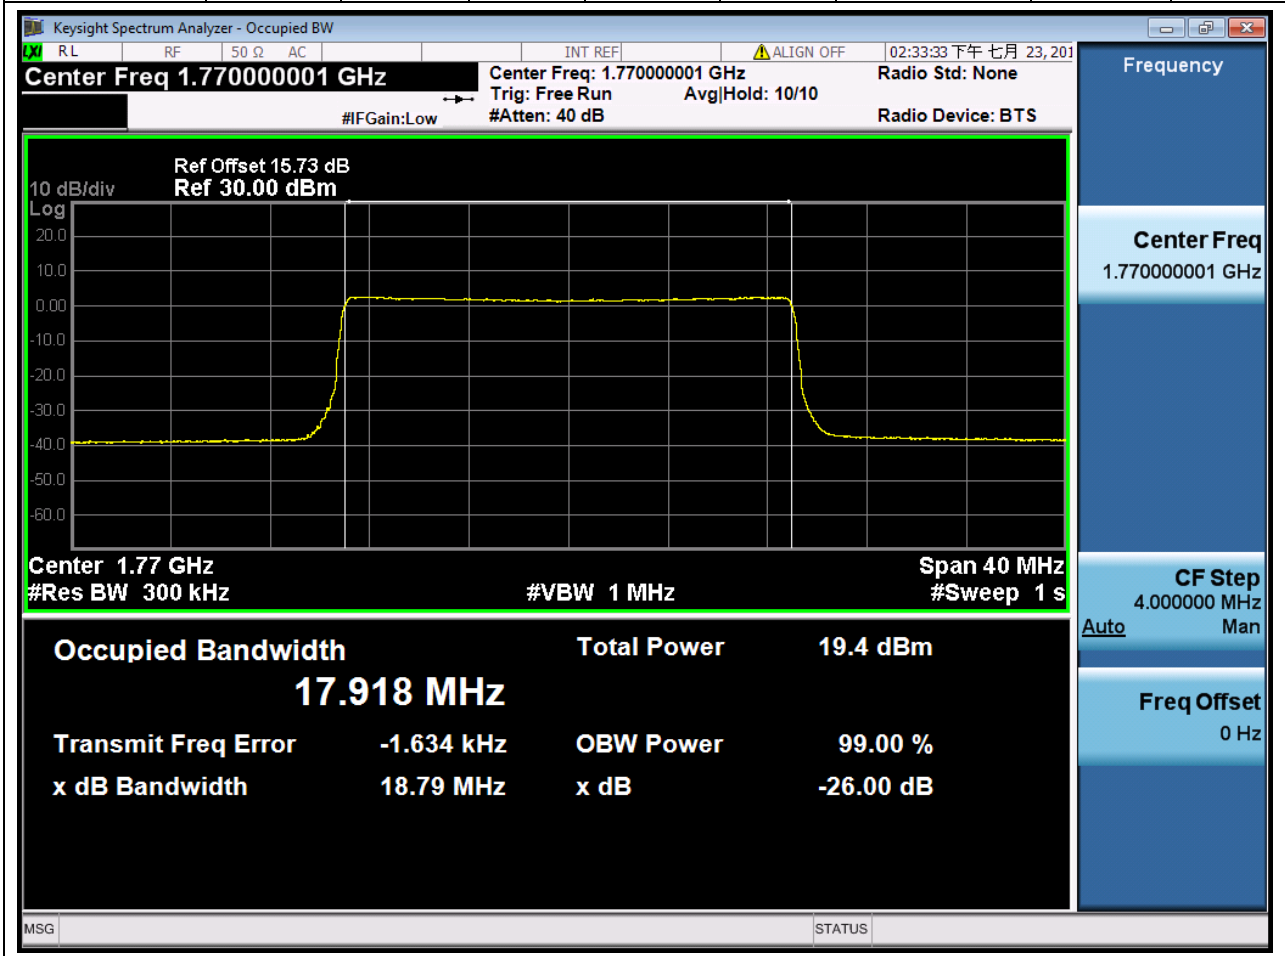 Keysight Spectrum Analyzer - Occupied BW
LXI RL RF 50 Ω AC INT REF ALIGN OFF 02:33:33 下午 七月 23, 201
Center Freq 1.770000001 GHz
Center Freq: 1.770000001 GHz Radio Std: None
Trig: Free Run Avg|Hold: 10/10
#IFGain:Low #Atten: 40 dB Radio Device: BTS
Ref Offset 15.73 dB
10 dB/div Ref 30.00 dBm
Log
20.0
10.0
0.00
-10.0
-20.0
-30.0
-40.0
-50.0
-60.0
Center 1.77 GHz Span 40 MHz
#Res BW 300 kHz #VBW 1 MHz #Sweep 1 s
Occupied Bandwidth Total Power 19.4 dBm
17.918 MHz
Transmit Freq Error -1.634 kHz OBW Power 99.00 %
x dB Bandwidth 18.79 MHz x dB -26.00 dB
MSG STATUS
Frequency
Center Freq
1.770000001 GHz
CF Step
4.000000 MHz
Auto Man
Freq Offset
0 Hz